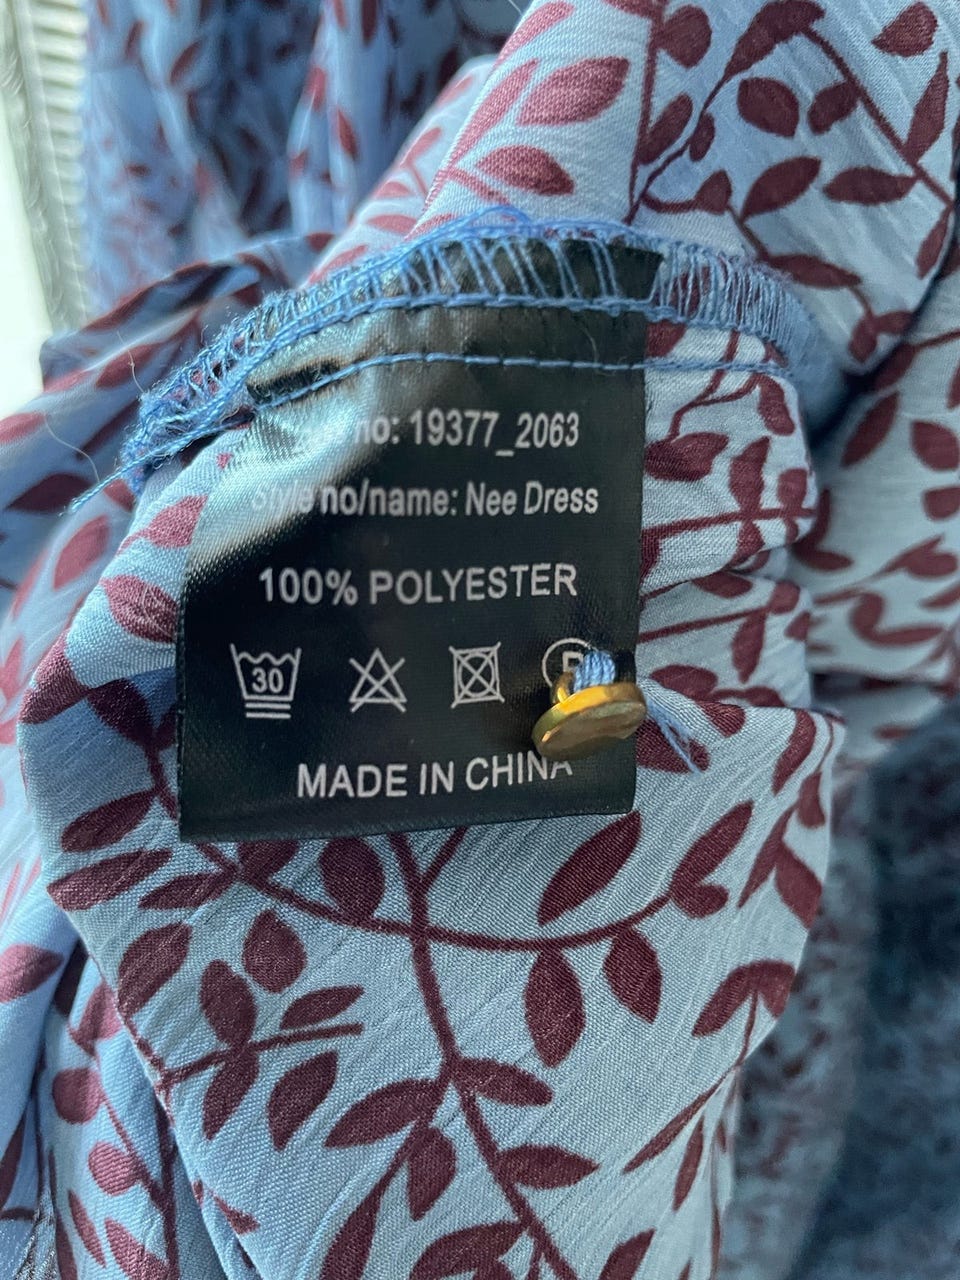 no: 19377_2063
Style no/name: Nee Dress
100% POLYESTER
30
P
MADE IN CHINA